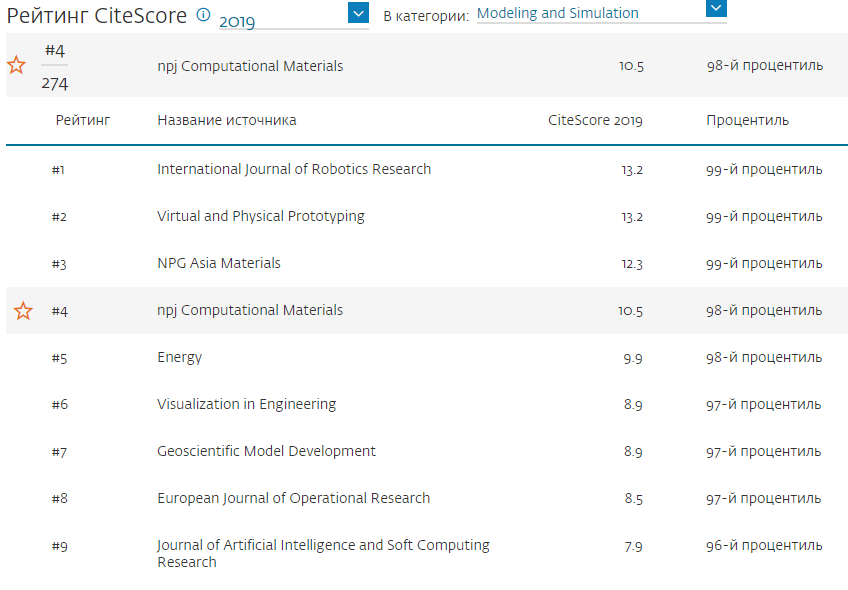 Рейтинг CiteScore 2019 В категории: Modeling and Simulation
#4
274
npj Computational Materials 10.5 98-й процентиль
Рейтинг Название источника CiteScore 2019 Процентиль
#1 International Journal of Robotics Research 13.2 99-й процентиль
#2 Virtual and Physical Prototyping 13.2 99-й процентиль
#3 NPG Asia Materials 12.3 99-й процентиль
#4 npj Computational Materials 10.5 98-й процентиль
#5 Energy 9.9 98-й процентиль
#6 Visualization in Engineering 8.9 97-й процентиль
#7 Geoscientific Model Development 8.9 97-й процентиль
#8 European Journal of Operational Research 8.5 97-й процентиль
#9 Journal of Artificial Intelligence and Soft Computing 7.9 96-й процентиль
Research